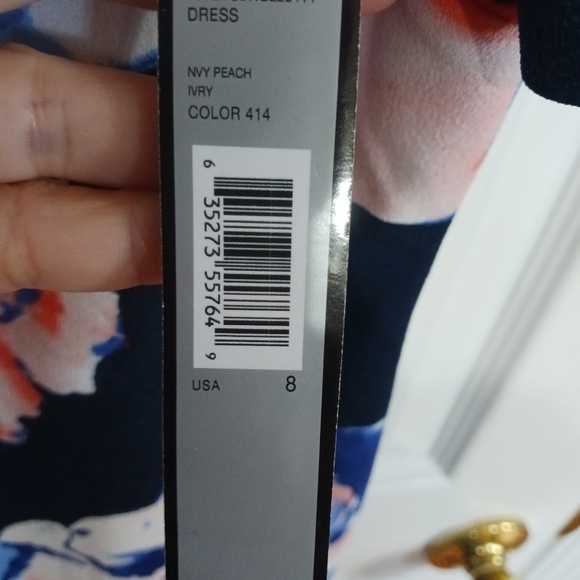 DRESS
NVY PEACH
IVRY
COLOR 414
6 35273 55764 9
USA 8